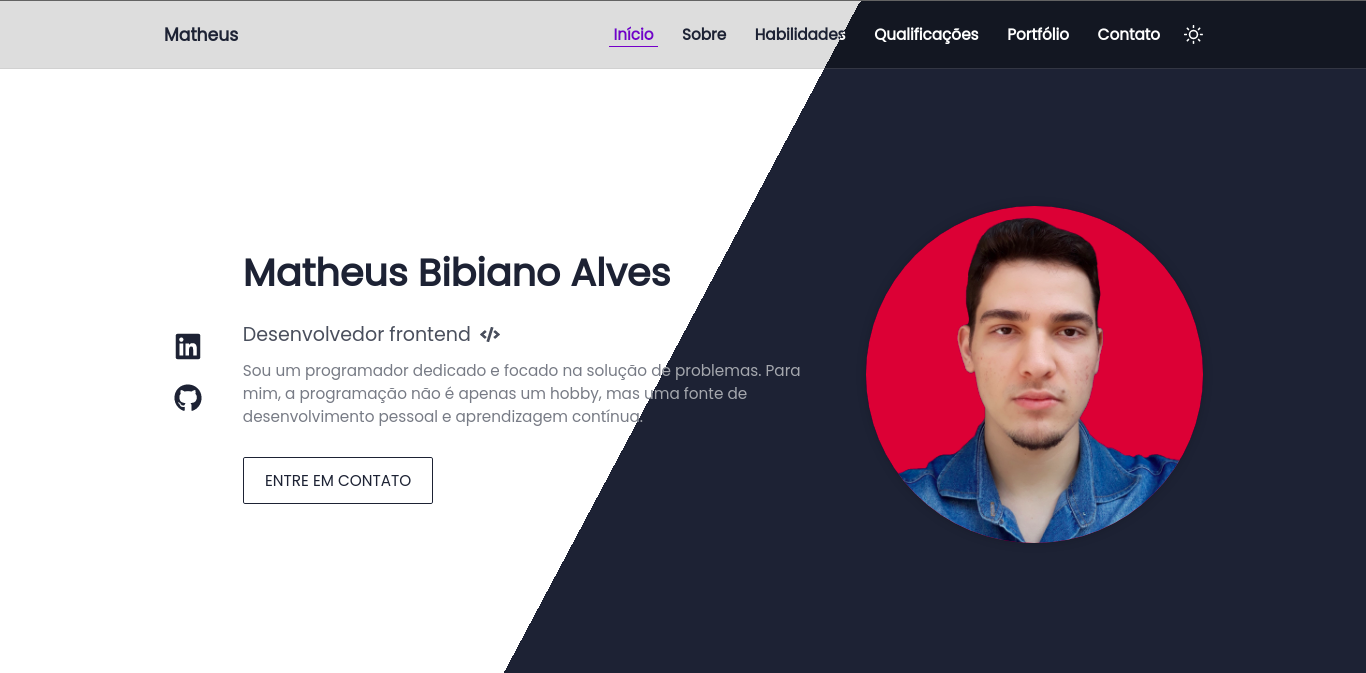 Matheus
Início Sobre Habilidades Qualificações Portfólio Contato
Matheus Bibiano Alves
Desenvolvedor frontend </>
Sou um programador dedicado e focado na solução de problemas. Para
mim, a programação não é apenas um hobby, mas uma fonte de
desenvolvimento pessoal e aprendizagem contínua.
in
ENTRE EM CONTATO